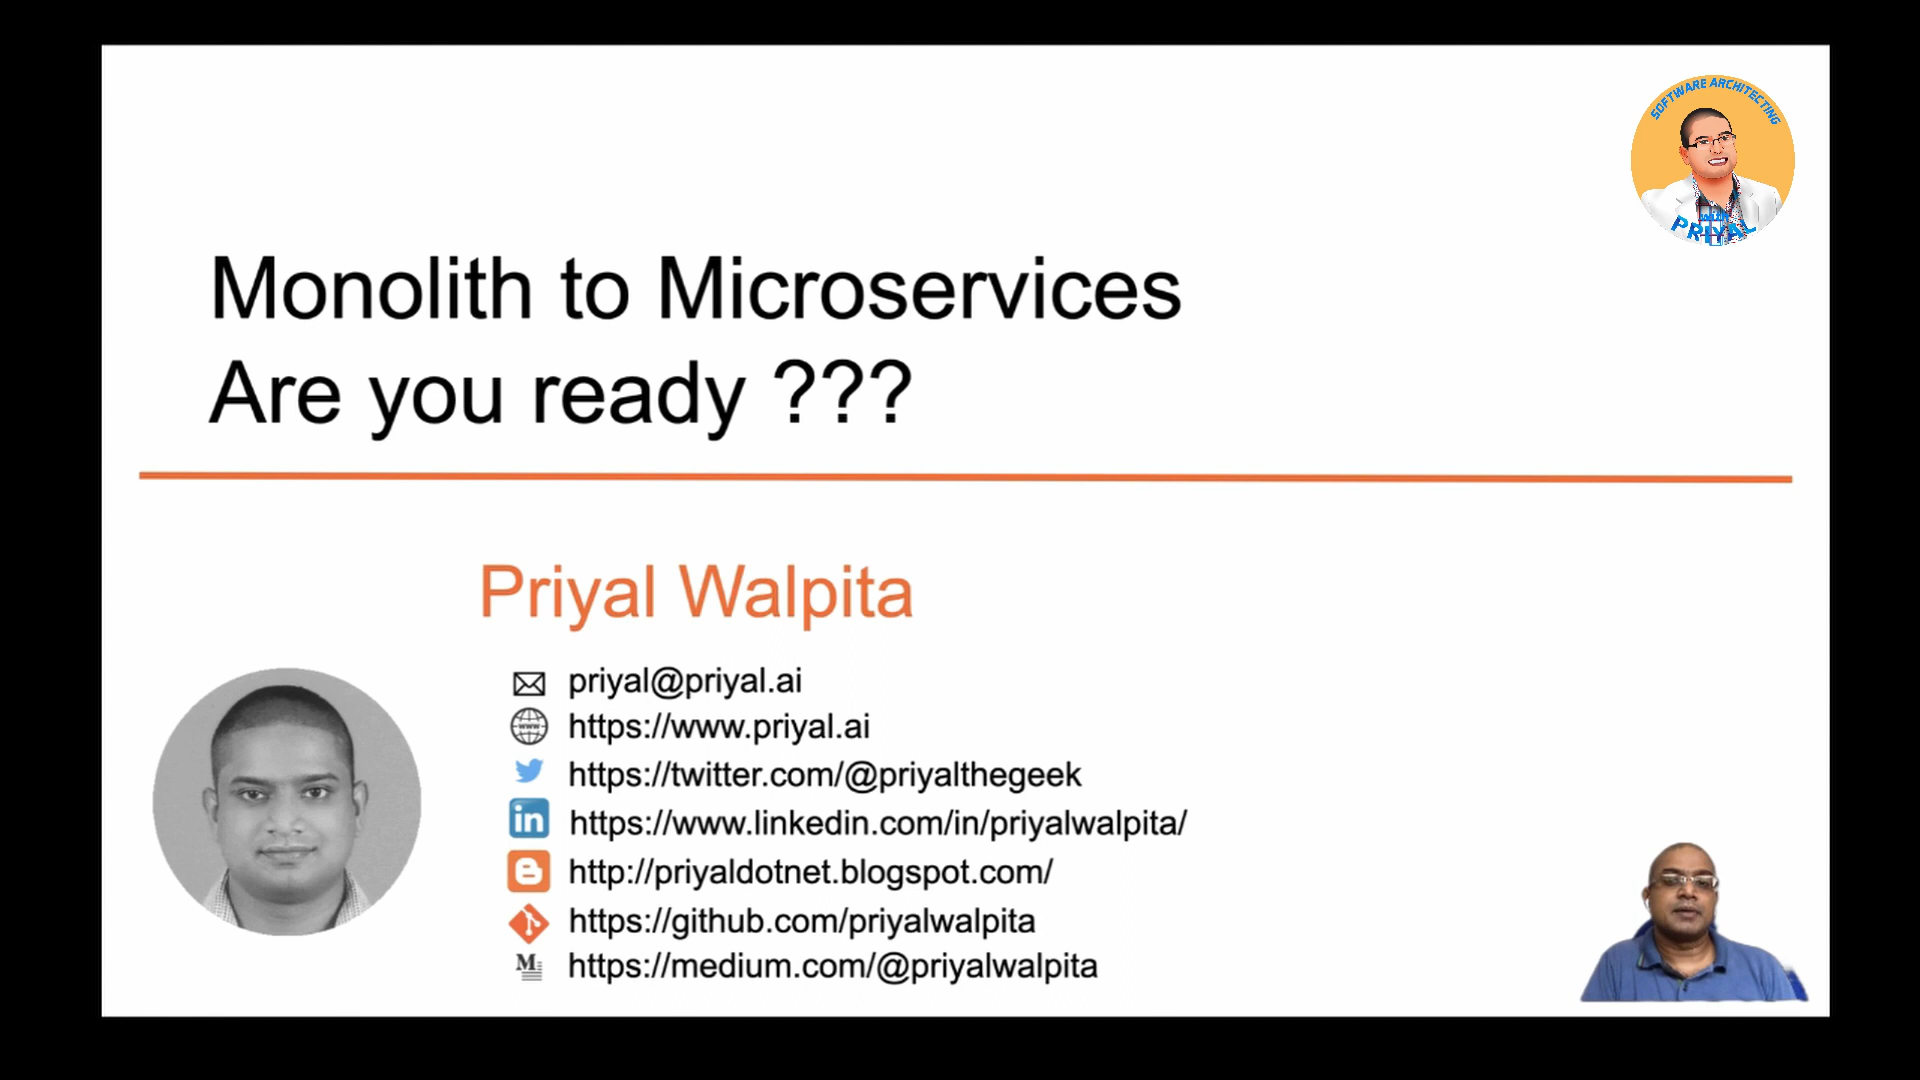 SOFTWARE ARCHITECTING
PRIYAL
Monolith to Microservices
Are you ready ???
Priyal Walpita
priyal@priyal.ai
https://www.priyal.ai
https://twitter.com/@priyalthegeek
https://www.linkedin.com/in/priyalwalpita/
http://priyaldotnet.blogspot.com/
https://github.com/priyalwalpita
https://medium.com/@priyalwalpita